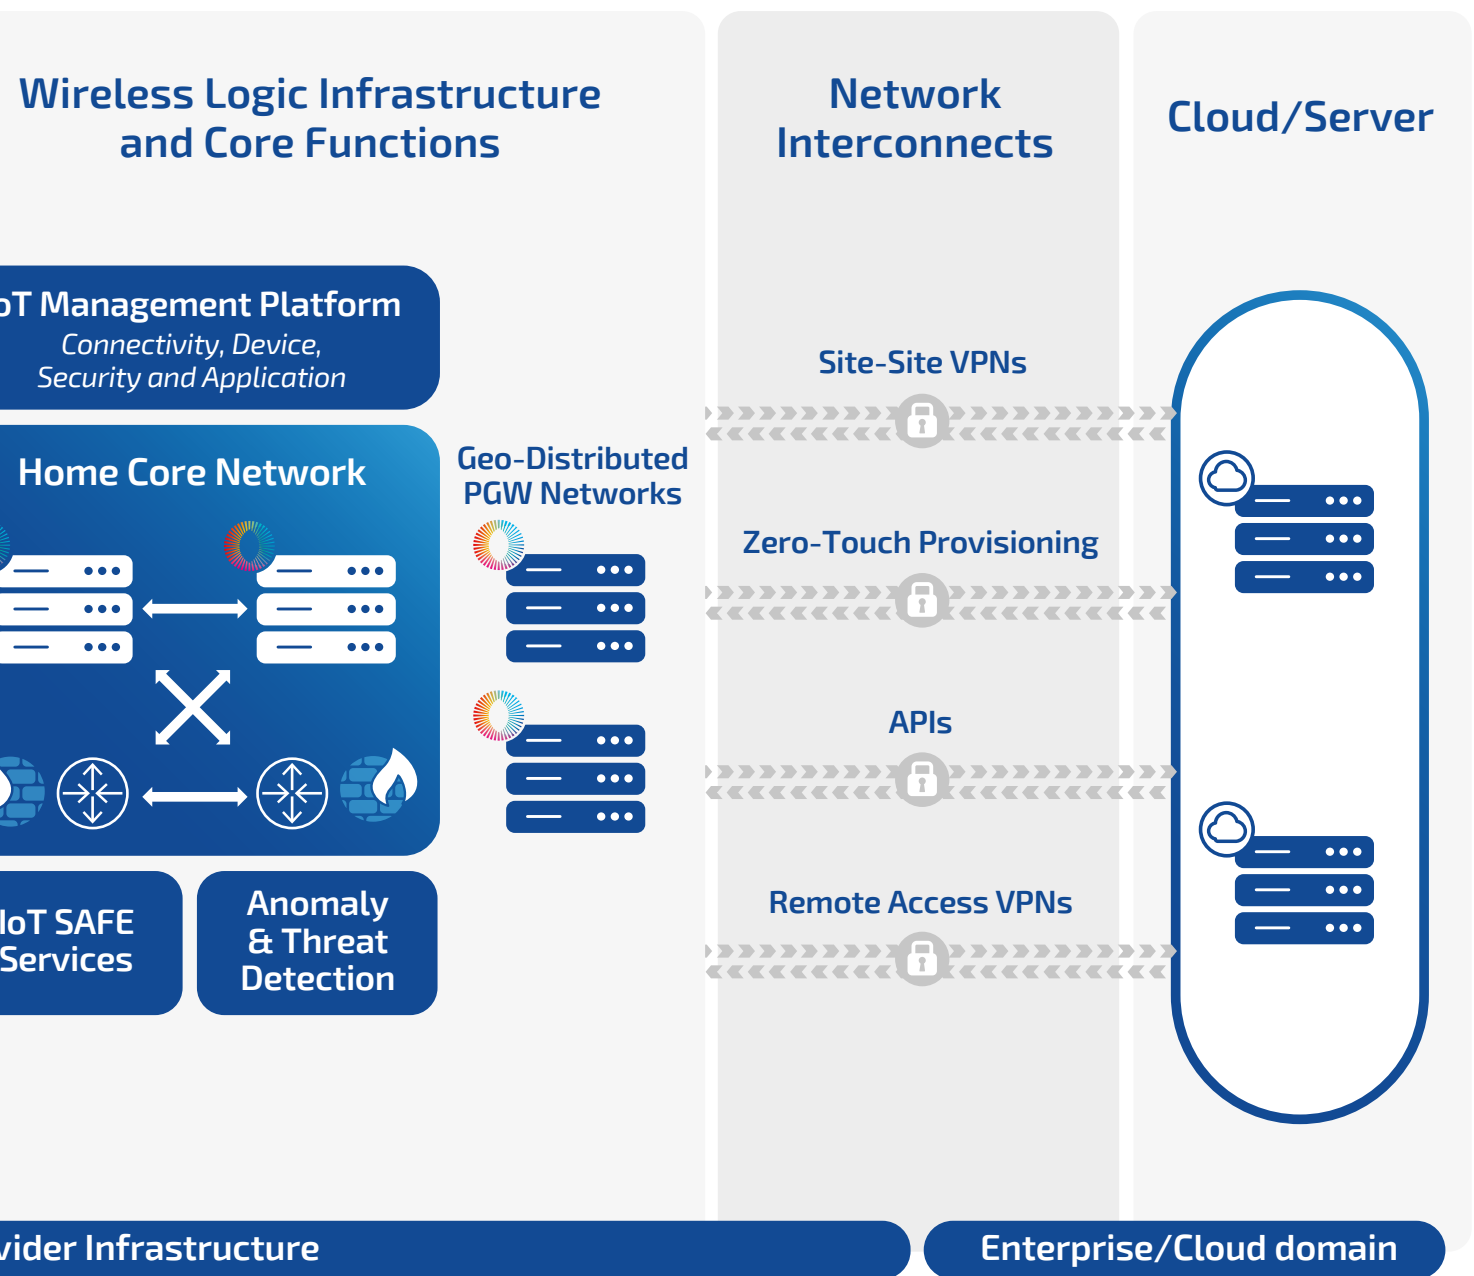 Wireless Logic Infrastructure
and Core Functions
Network
Interconnects
Cloud/Server
oT Management Platform
Connectivity, Device,
Security and Application
Home Core Network
Geo-Distributed
PGW Networks
IoT SAFE
Services
Anomaly
& Threat
Detection
Site-Site VPNs
Zero-Touch Provisioning
APIs
Remote Access VPNs
vider Infrastructure
Enterprise/Cloud domain